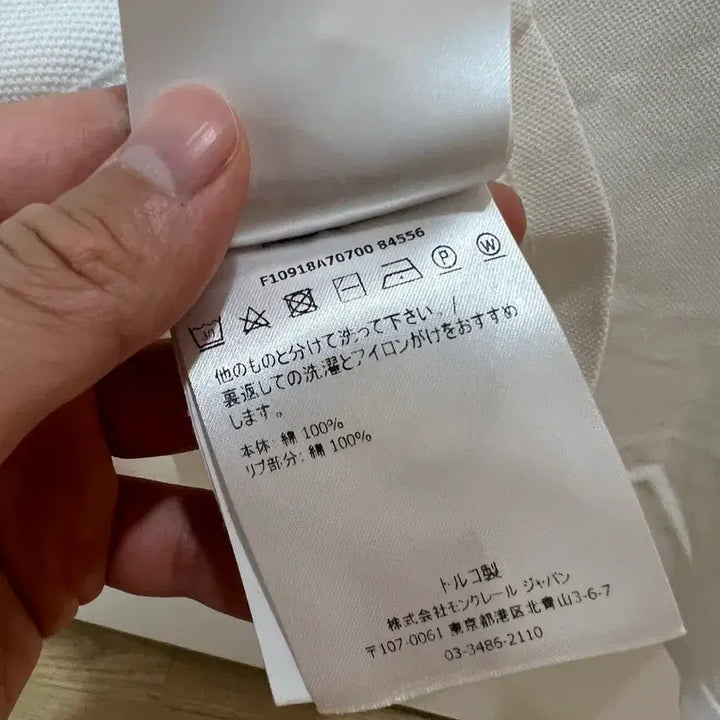 F10918A70700 84556
30 P W
他のものと分けて洗って下さい。/
裏返しての洗濯とアイロンがけをおすすめ
します。
本体: 綿 100%
リブ部分: 綿 100%
トルコ製
株式会社モンクレール ジャパン
〒107-0061 東京都港区北青山3-6-7
03-3486-2110